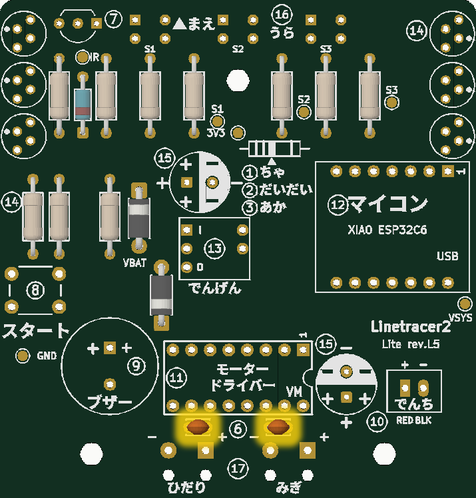 ⑦
▲まえ
⑯
うら
⑭
S1
S2
S3
S1
S2
S3
3V3
⑮
①ちゃ
②だいだい
③あか
⑫マイコン
1
XIAO ESP32C6
USB
⑭
I
⑬
O
でんげん
VBAT
⑧
スタート
GND
VSYS
Linetracer2
Lite rev.L5
⑨
ブザー
1
⑪
モーター
ドライバー
VM
⑮
+ -
でんち
RED BLK
⑩
- + ⑥ - +
⑰
ひだり
みぎ